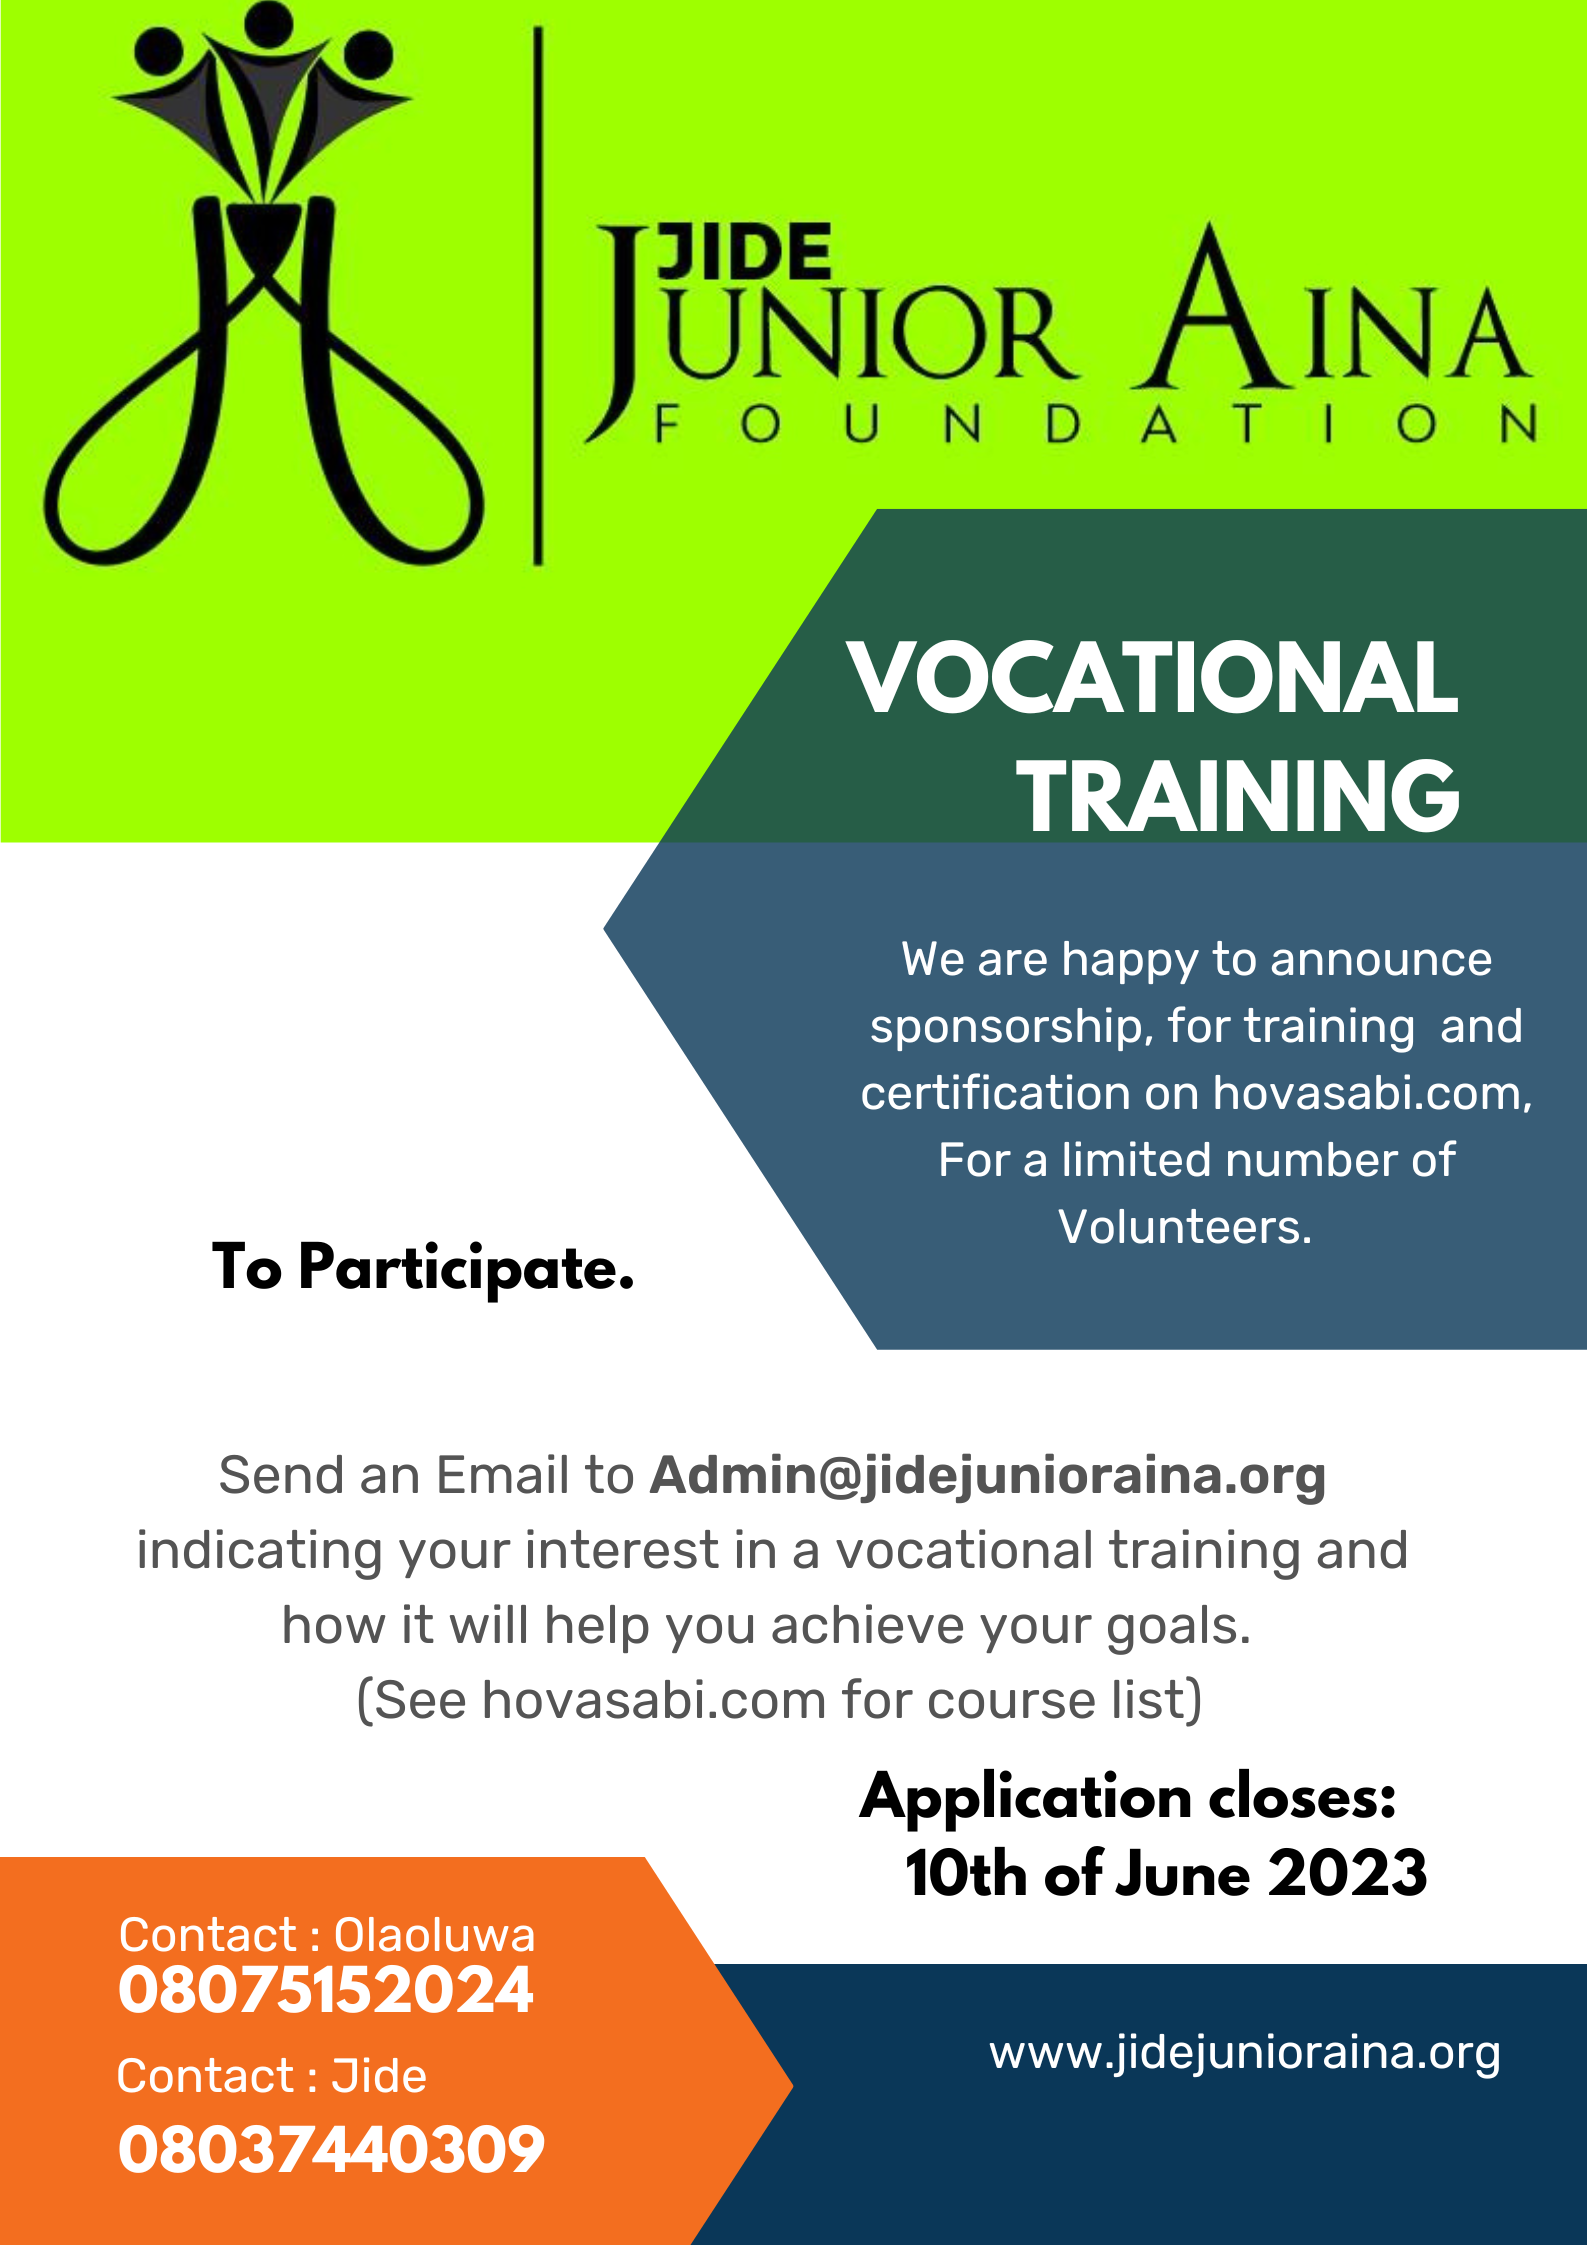 JIDE
JUNIOR AINA
FOUNDATION
VOCATIONAL
TRAINING
We are happy to announce
sponsorship, for training and
certification on hovasabi.com,
For a limited number of
Volunteers.
To Participate.
Send an Email to Admin@jidejunioraina.org
indicating your interest in a vocational training and
how it will help you achieve your goals.
(See hovasabi.com for course list)
Application closes:
10th of June 2023
Contact : Olaoluwa
08075152024
Contact : Jide
08037440309
www.jidejunioraina.org